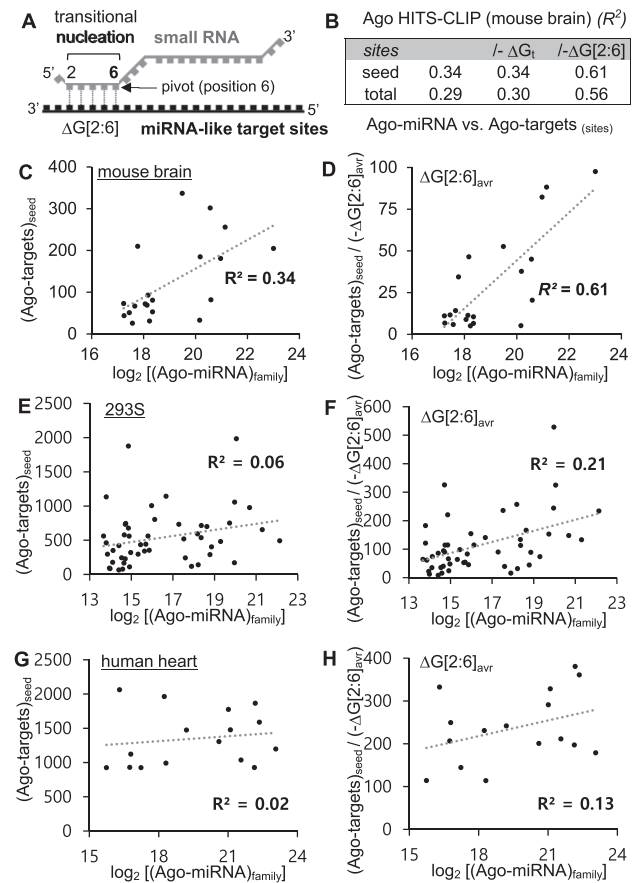 A
transitional
nucleation
small RNA
3'
2 6
5'
pivot (position 6)
3' 5'
ΔG[2:6] miRNA-like target sites
B Ago HITS-CLIP (mouse brain) (R²)
sites /- ΔGt /-ΔG[2:6]
seed 0.34 0.34 0.61
total 0.29 0.30 0.56
Ago-miRNA vs. Ago-targets (sites)
C mouse brain
(Ago-targets)seed
400
300
200
100
0
R² = 0.34
16 18 20 22 24
log₂ [(Ago-miRNA)family]
D ΔG[2:6]avr
(Ago-targets)seed / (-ΔG[2:6]avr)
100
75
50
25
0
R² = 0.61
16 18 20 22 24
log₂ [(Ago-miRNA)family]
E 293S
(Ago-targets)seed
2500
2000
1500
1000
500
0
R² = 0.06
13 15 17 19 21 23
log₂ [(Ago-miRNA)family]
F ΔG[2:6]avr
(Ago-targets)seed / (-ΔG[2:6]avr)
600
500
400
300
200
100
0
R² = 0.21
13 15 17 19 21 23
log₂ [(Ago-miRNA)family]
G human heart
(Ago-targets)seed
2500
2000
1500
1000
500
0
R² = 0.02
15 18 21 24
log₂ [(Ago-miRNA)family]
H ΔG[2:6]avr
(Ago-targets)seed / (-ΔG[2:6]avr)
400
300
200
100
0
R² = 0.13
15 18 21 24
log₂ [(Ago-miRNA)family]